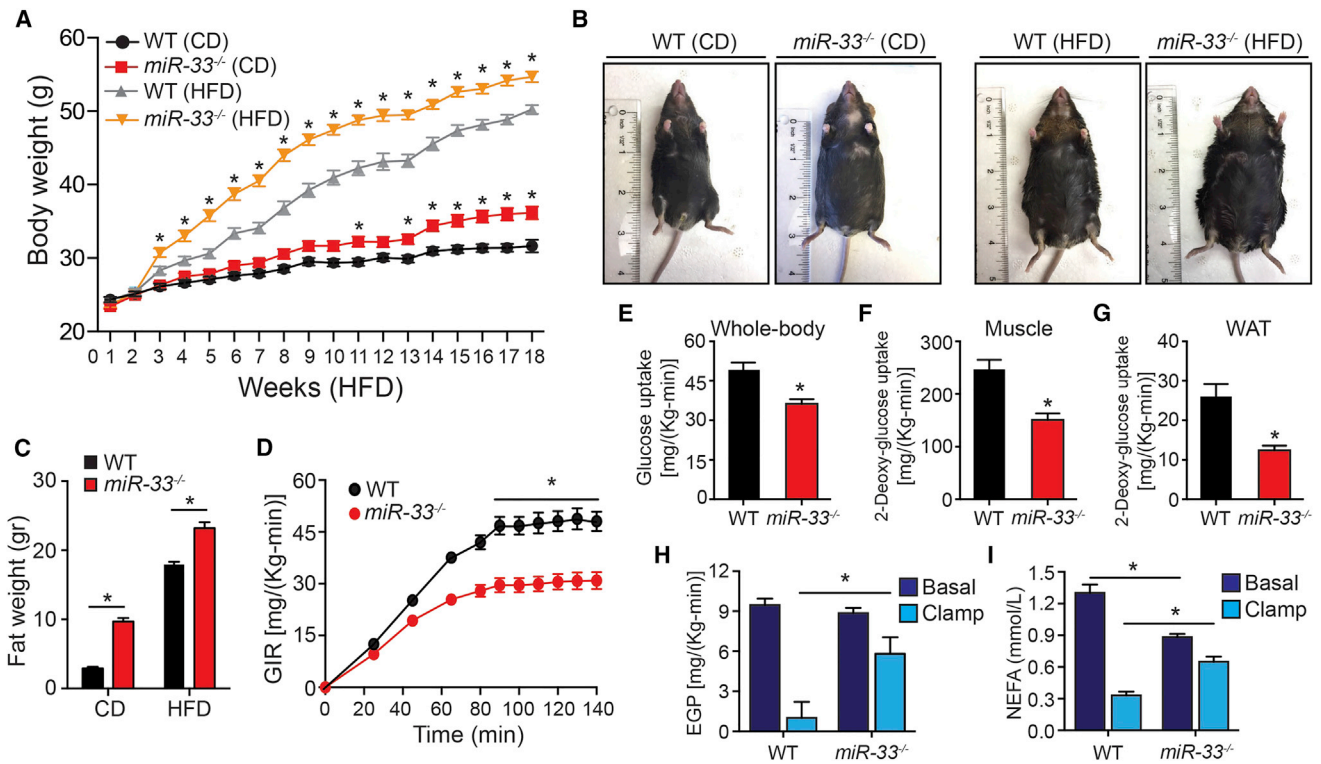 A
Body weight (g)
60
50
40
30
20
WT (CD)
miR-33-/- (CD)
WT (HFD)
miR-33-/- (HFD)
* * * * * * * * * * * * * * * *
* * * * * *
0 1 2 3 4 5 6 7 8 9 10 11 12 13 14 15 16 17 18
Weeks (HFD)
B
WT (CD) miR-33-/- (CD) WT (HFD) miR-33-/- (HFD)
C
WT
miR-33-/-
Fat weight (gr)
30
20
10
0
* *
CD HFD
D
GIR [mg/(Kg-min)]
60
45
30
15
0
WT
miR-33-/-
*
0 20 40 60 80 100 120 140
Time (min)
E
Whole-body
Glucose uptake
[mg/(Kg-min)]
60
45
30
15
0
*
WT miR-33-/-
F
Muscle
2-Deoxy-glucose uptake
[mg/(Kg-min)]
300
200
100
0
*
WT miR-33-/-
G
WAT
2-Deoxy-glucose uptake
[mg/(Kg-min)]
40
30
20
10
0
*
WT miR-33-/-
H
EGP [mg/(Kg-min)]
12
9
6
3
0
*
Basal
Clamp
WT miR-33-/-
I
NEFA (mmol/L)
1.5
1.2
0.9
0.6
0.3
0.0
*
*
Basal
Clamp
WT miR-33-/-